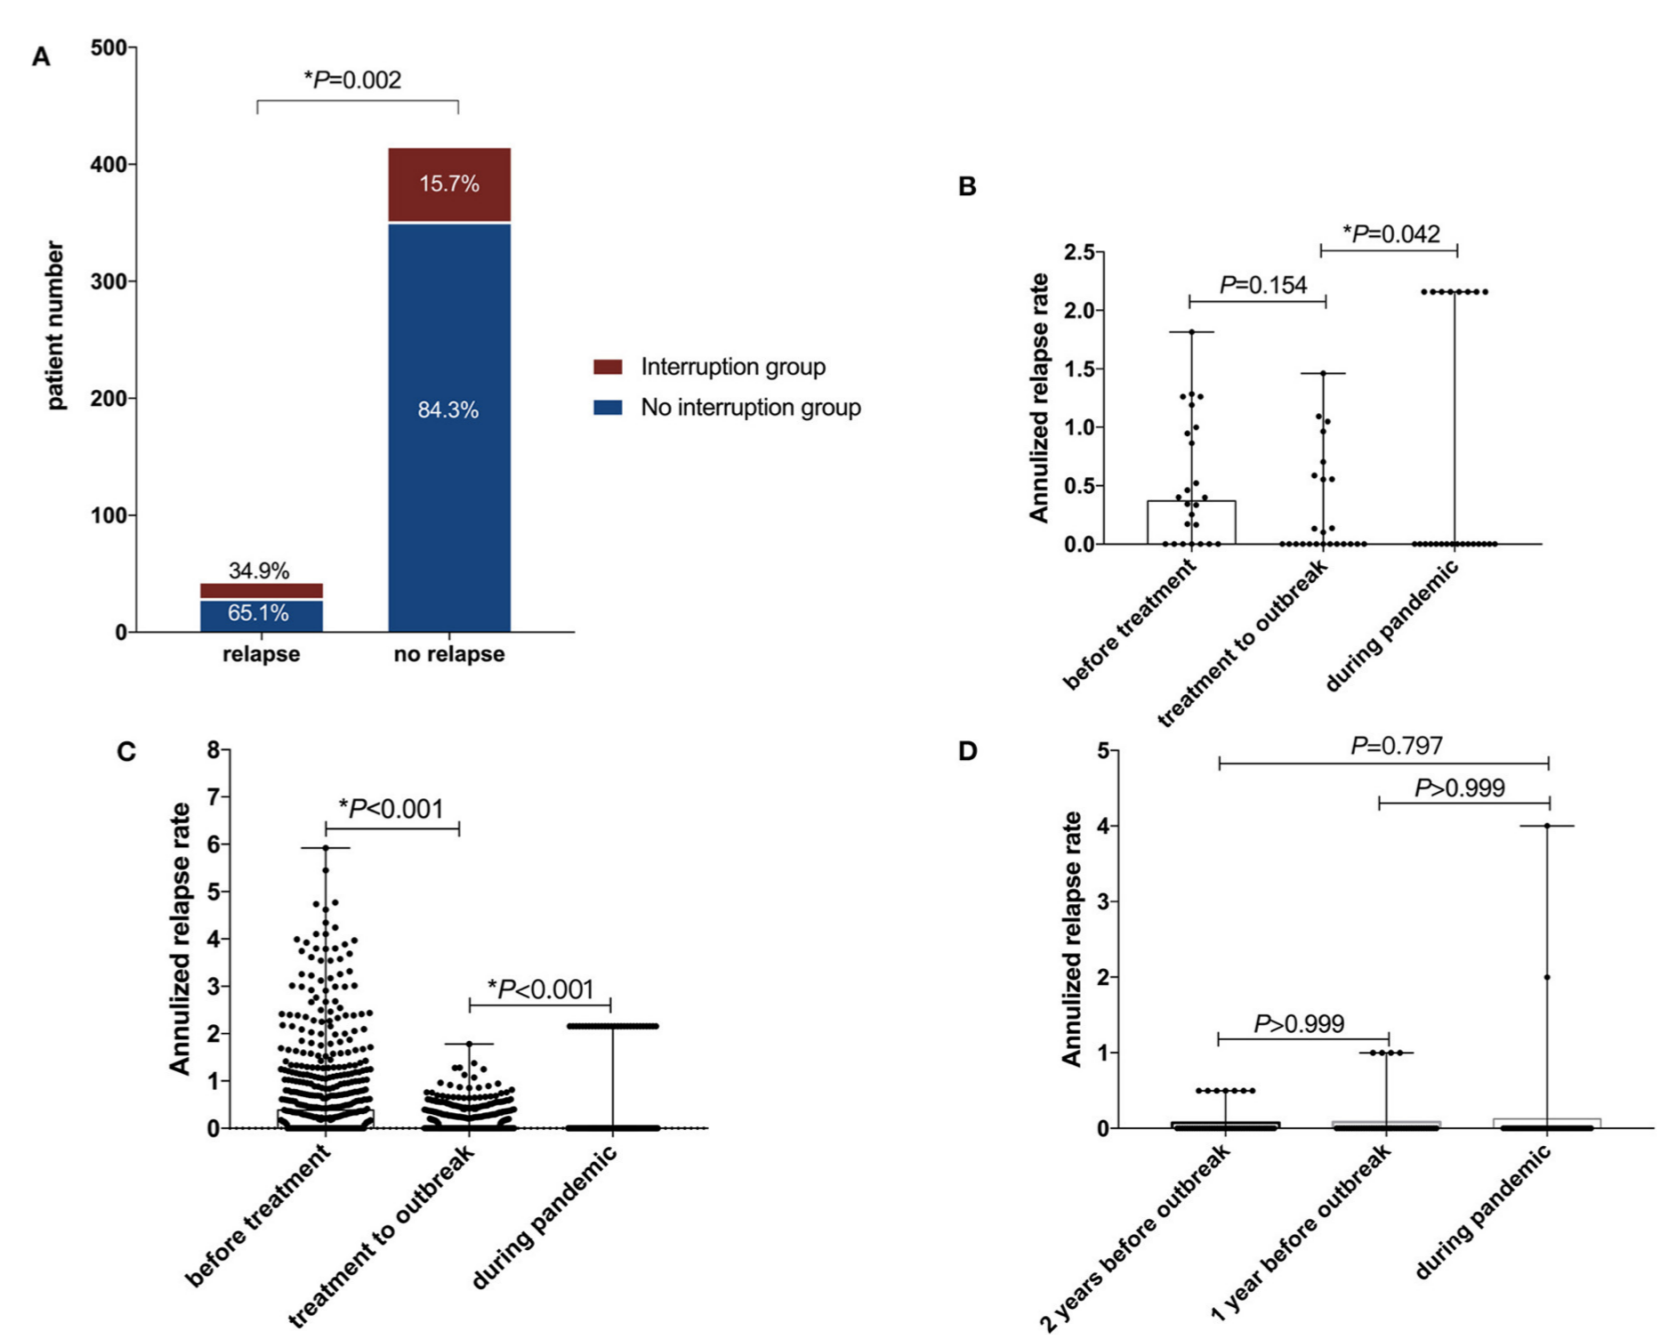 A
500
400
300
200
100
0
patient number
*P=0.002
15.7%
84.3%
34.9%
65.1%
relapse
no relapse
Interruption group
No interruption group
B
2.5
2.0
1.5
1.0
0.5
0.0
Annulized relapse rate
P=0.154
*P=0.042
before treatment
treatment to outbreak
during pandemic
C
8
7
6
5
4
3
2
1
0
Annulized relapse rate
*P<0.001
*P<0.001
before treatment
treatment to outbreak
during pandemic
D
5
4
3
2
1
0
Annulized relapse rate
P=0.797
P>0.999
P>0.999
2 years before outbreak
1 year before outbreak
during pandemic